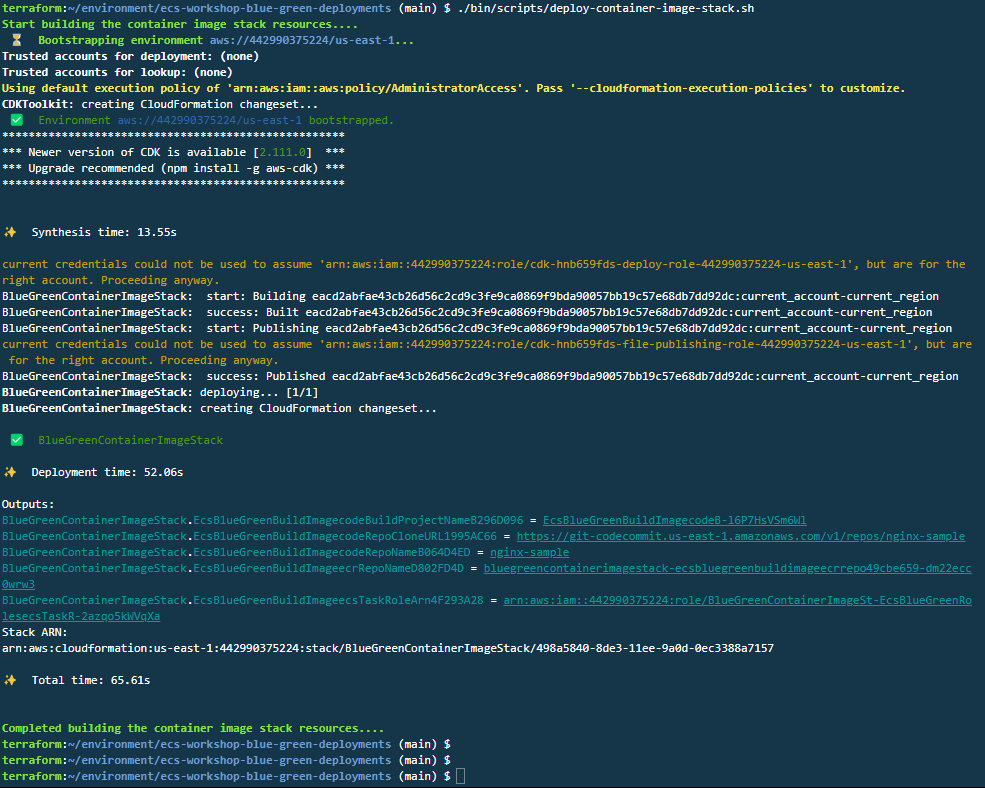 terraform:~/environment/ecs-workshop-blue-green-deployments (main) $ ./bin/scripts/deploy-container-image-stack.sh
Start building the container image stack resources....
⏳ Bootstrapping environment aws://442990375224/us-east-1...
Trusted accounts for deployment: (none)
Trusted accounts for lookup: (none)
Using default execution policy of 'arn:aws:iam::aws:policy/AdministratorAccess'. Pass '--cloudformation-execution-policies' to customize.
CDKToolkit: creating CloudFormation changeset...
✅ Environment aws://442990375224/us-east-1 bootstrapped.
****************************************************
*** Newer version of CDK is available [2.111.0] ***
*** Upgrade recommended (npm install -g aws-cdk) ***
****************************************************
✨ Synthesis time: 13.55s
current credentials could not be used to assume 'arn:aws:iam::442990375224:role/cdk-hnb659fds-deploy-role-442990375224-us-east-1', but are for the
right account. Proceeding anyway.
BlueGreenContainerImageStack: start: Building eacd2abfae43cb26d56c2cd9c3fe9ca0869f9bda90057bb19c57e68db7dd92dc:current_account-current_region
BlueGreenContainerImageStack: success: Built eacd2abfae43cb26d56c2cd9c3fe9ca0869f9bda90057bb19c57e68db7dd92dc:current_account-current_region
BlueGreenContainerImageStack: start: Publishing eacd2abfae43cb26d56c2cd9c3fe9ca0869f9bda90057bb19c57e68db7dd92dc:current_account-current_region
current credentials could not be used to assume 'arn:aws:iam::442990375224:role/cdk-hnb659fds-file-publishing-role-442990375224-us-east-1', but are
for the right account. Proceeding anyway.
BlueGreenContainerImageStack: success: Published eacd2abfae43cb26d56c2cd9c3fe9ca0869f9bda90057bb19c57e68db7dd92dc:current_account-current_region
BlueGreenContainerImageStack: deploying... [1/1]
BlueGreenContainerImageStack: creating CloudFormation changeset...
✅ BlueGreenContainerImageStack
✨ Deployment time: 52.06s
Outputs:
BlueGreenContainerImageStack.EcsBlueGreenBuildImagecodeBuildProjectNameB296D096 = EcsBlueGreenBuildImagecodeB-l6P7HsVSm6Wl
BlueGreenContainerImageStack.EcsBlueGreenBuildImagecodeRepoCloneURL1995AC66 = https://git-codecommit.us-east-1.amazonaws.com/v1/repos/nginx-sample
BlueGreenContainerImageStack.EcsBlueGreenBuildImagecodeRepoNameB064D4ED = nginx-sample
BlueGreenContainerImageStack.EcsBlueGreenBuildImageecrRepoNameD802FD4D = bluegreencontainerimagestack-ecsbluegreenbuildimageecrrepo49cbe659-dm22ecc
0wrw3
BlueGreenContainerImageStack.EcsBlueGreenBuildImageecsTaskRoleArn4F293A28 = arn:aws:iam::442990375224:role/BlueGreenContainerImageSt-EcsBlueGreenRo
lesecsTaskR-2azqo5kWVqXa
Stack ARN:
arn:aws:cloudformation:us-east-1:442990375224:stack/BlueGreenContainerImageStack/498a5840-8de3-11ee-9a0d-0ec3388a7157
✨ Total time: 65.61s
Completed building the container image stack resources....
terraform:~/environment/ecs-workshop-blue-green-deployments (main) $
terraform:~/environment/ecs-workshop-blue-green-deployments (main) $
terraform:~/environment/ecs-workshop-blue-green-deployments (main) $